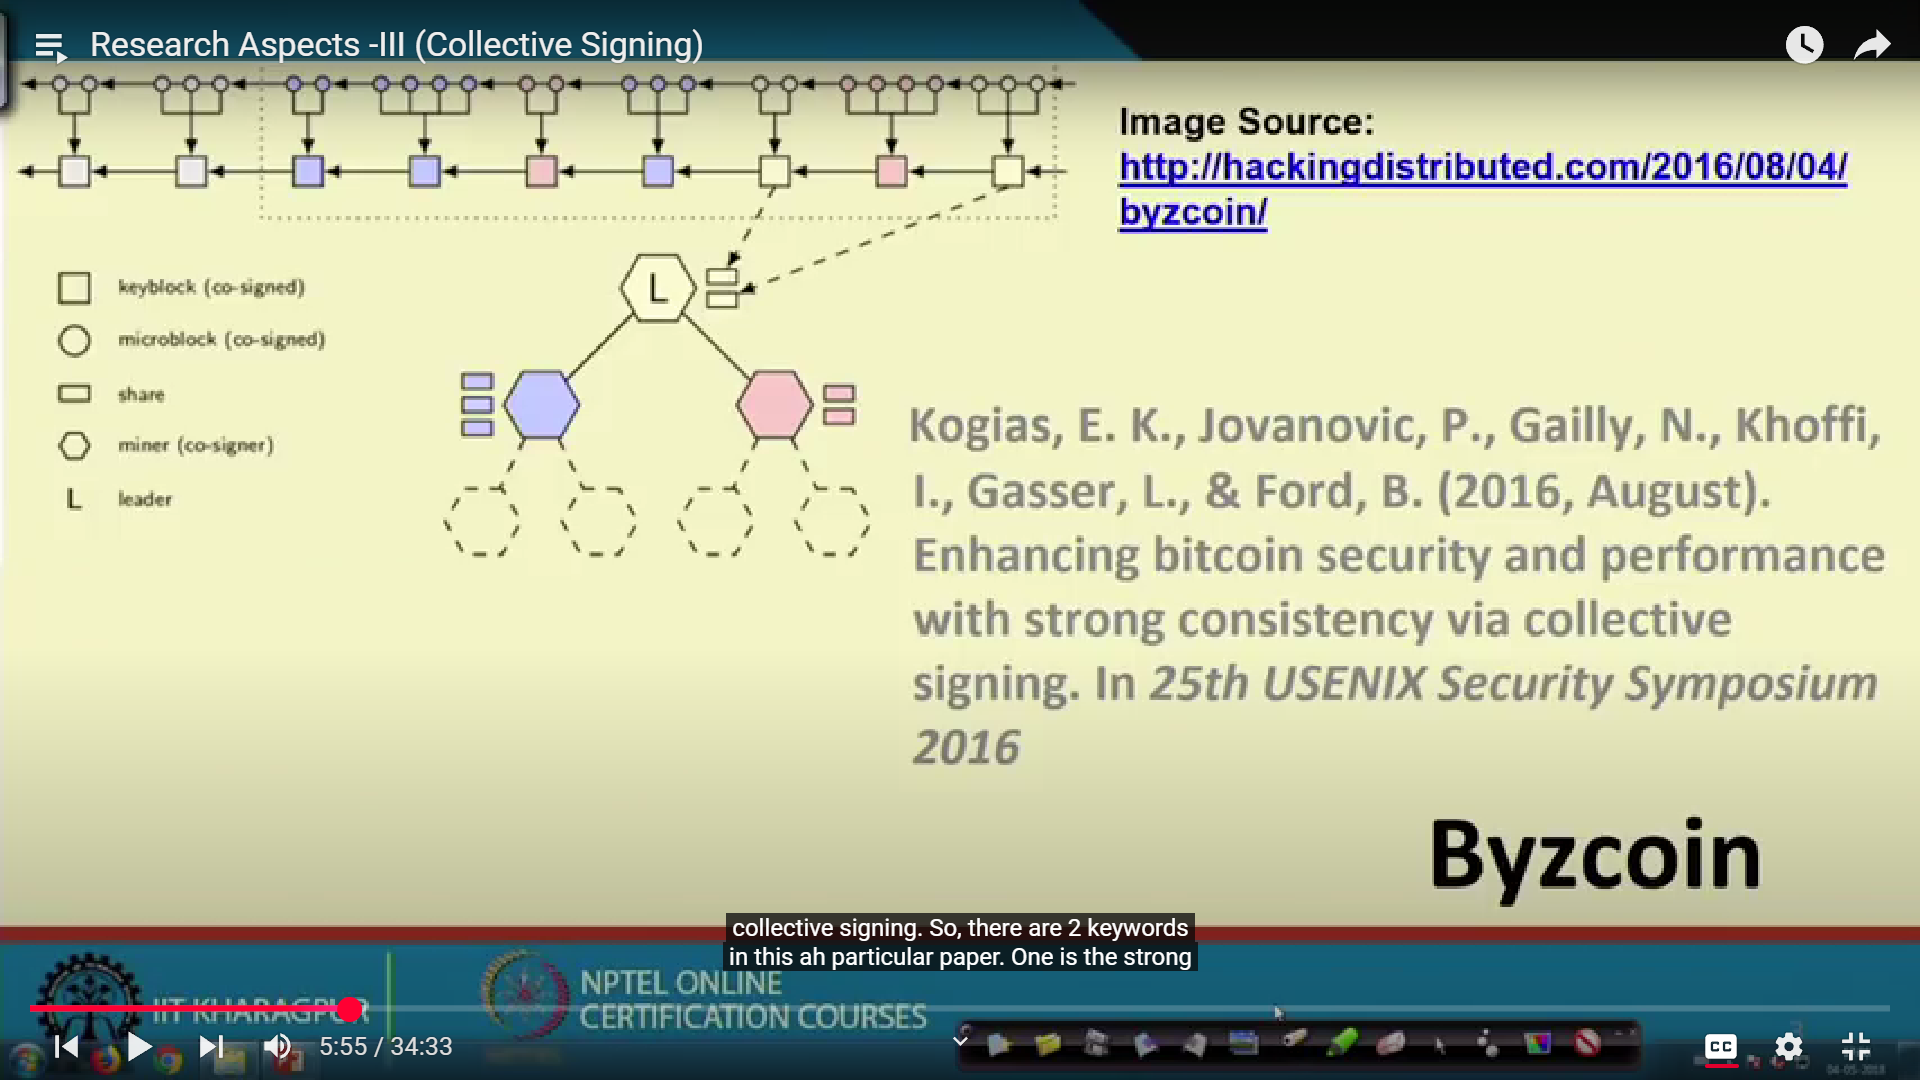 Research Aspects -III (Collective Signing)
Image Source:
http://hackingdistributed.com/2016/08/04/
byzcoin/
keyblock (co-signed)
microblock (co-signed)
share
miner (co-signer)
L leader
L
Kogias, E. K., Jovanovic, P., Gailly, N., Khoffi,
I., Gasser, L., & Ford, B. (2016, August).
Enhancing bitcoin security and performance
with strong consistency via collective
signing. In 25th USENIX Security Symposium
2016
Byzcoin
collective signing. So, there are 2 keywords
in this ah particular paper. One is the strong
IIT KHARAGPUR
NPTEL ONLINE
CERTIFICATION COURSES
5:55 / 34:33
CC
04-05-2018